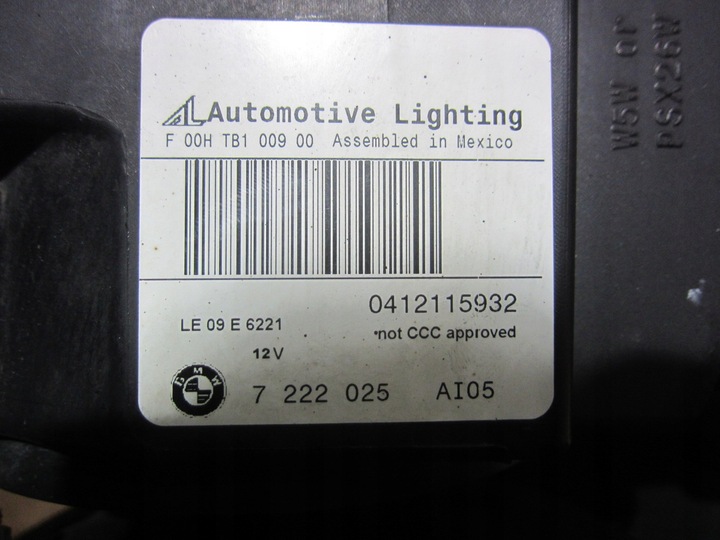 AL Automotive Lighting
F 00H TB1 009 00 Assembled in Mexico
0412115932
LE 09 E 6221
*not CCC approved
12V
BMW
7 222 025 AI05
W5W or
PSX26W